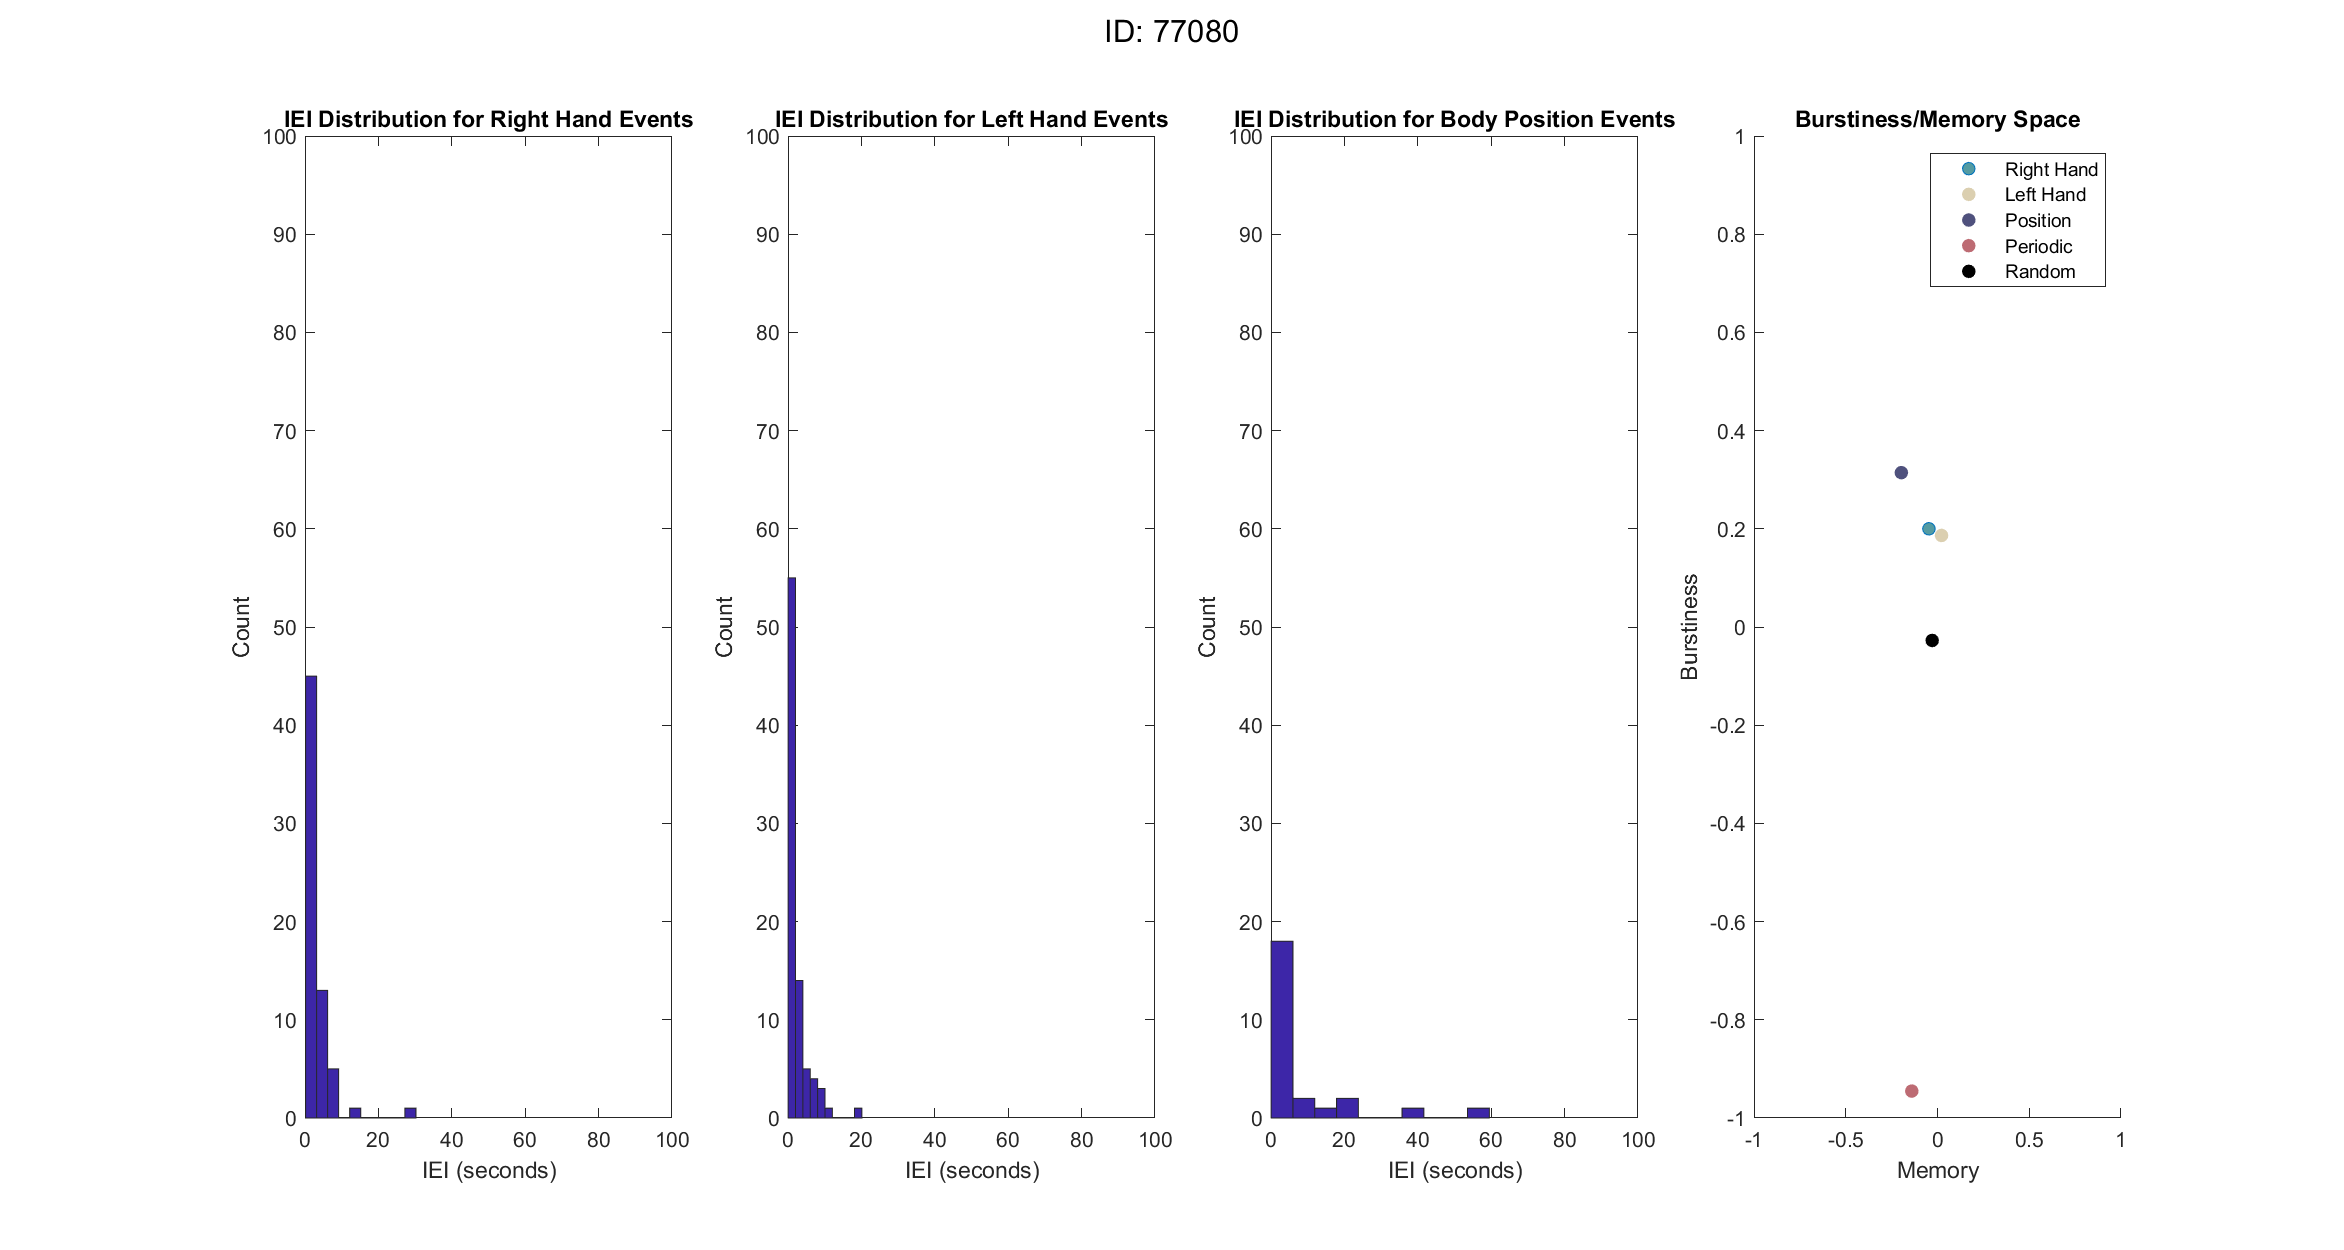 ID: 77080
IEI Distribution for Right Hand Events
100
90
80
70
60
50
40
30
20
10
0
Count
0 20 40 60 80 100
IEI (seconds)
IEI Distribution for Left Hand Events
100
90
80
70
60
50
40
30
20
10
0
Count
0 20 40 60 80 100
IEI (seconds)
IEI Distribution for Body Position Events
100
90
80
70
60
50
40
30
20
10
0
Count
0 20 40 60 80 100
IEI (seconds)
Burstiness/Memory Space
1
0.8
0.6
0.4
0.2
0
-0.2
-0.4
-0.6
-0.8
-1
Burstiness
Right Hand
Left Hand
Position
Periodic
Random
-1 -0.5 0 0.5 1
Memory